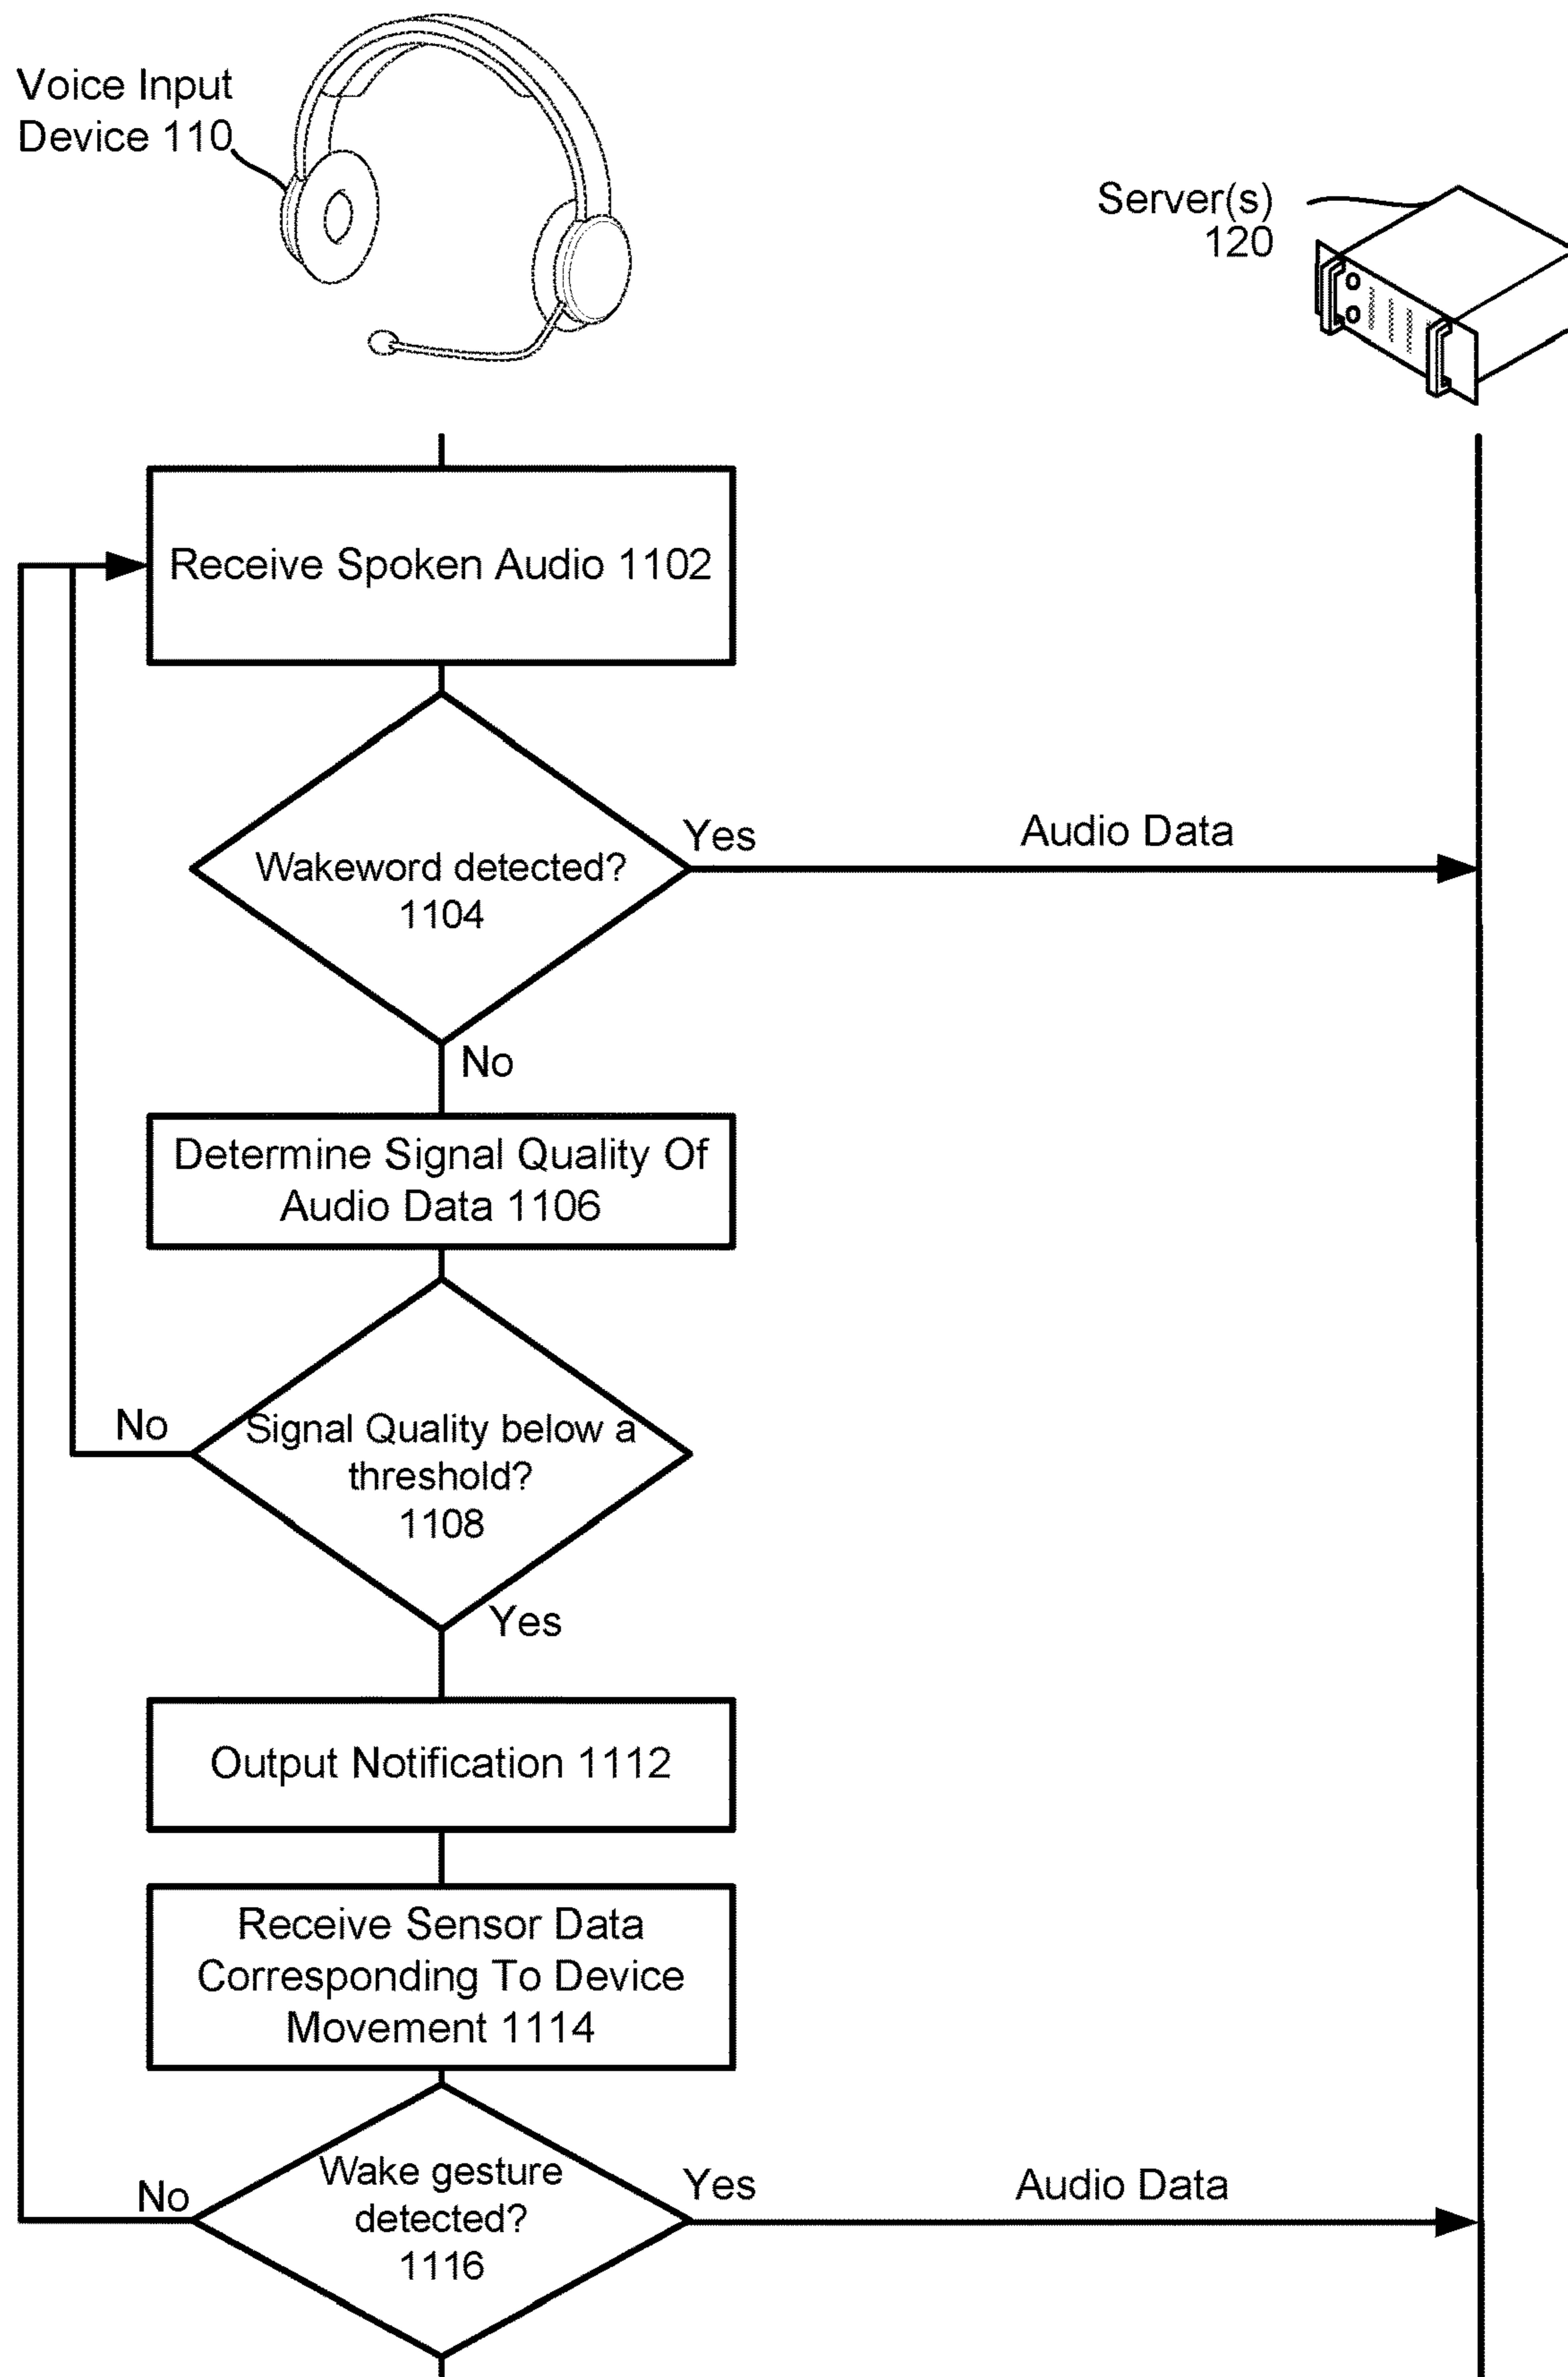 Voice Input
Device 110
Server(s)
120
Receive Spoken Audio 1102
Wakeword detected?
1104
Yes
Audio Data
No
Determine Signal Quality Of
Audio Data 1106
Signal Quality below a
threshold?
1108
No
Yes
Output Notification 1112
Receive Sensor Data
Corresponding To Device
Movement 1114
Wake gesture
detected?
1116
No
Yes
Audio Data